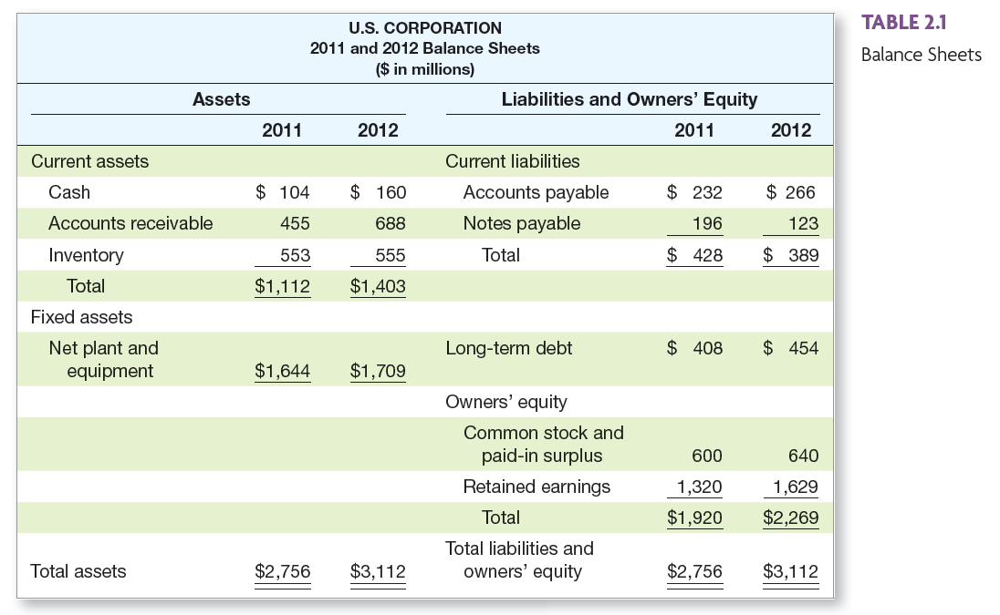 TABLE 2.1
Balance Sheets
U.S. CORPORATION
2011 and 2012 Balance Sheets
($ in millions)
Assets Liabilities and Owners’ Equity
2011 2012 2011 2012
Current assets Current liabilities
Cash $ 104 $ 160 Accounts payable $ 232 $ 266
Accounts receivable 455 688 Notes payable 196 123
Inventory 553 555 Total $ 428 $ 389
Total $1,112 $1,403
Fixed assets
Net plant and Long-term debt $ 408 $ 454
equipment $1,644 $1,709
Owners’ equity
Common stock and
paid-in surplus 600 640
Retained earnings 1,320 1,629
Total $1,920 $2,269
Total liabilities and
Total assets $2,756 $3,112 owners’ equity $2,756 $3,112